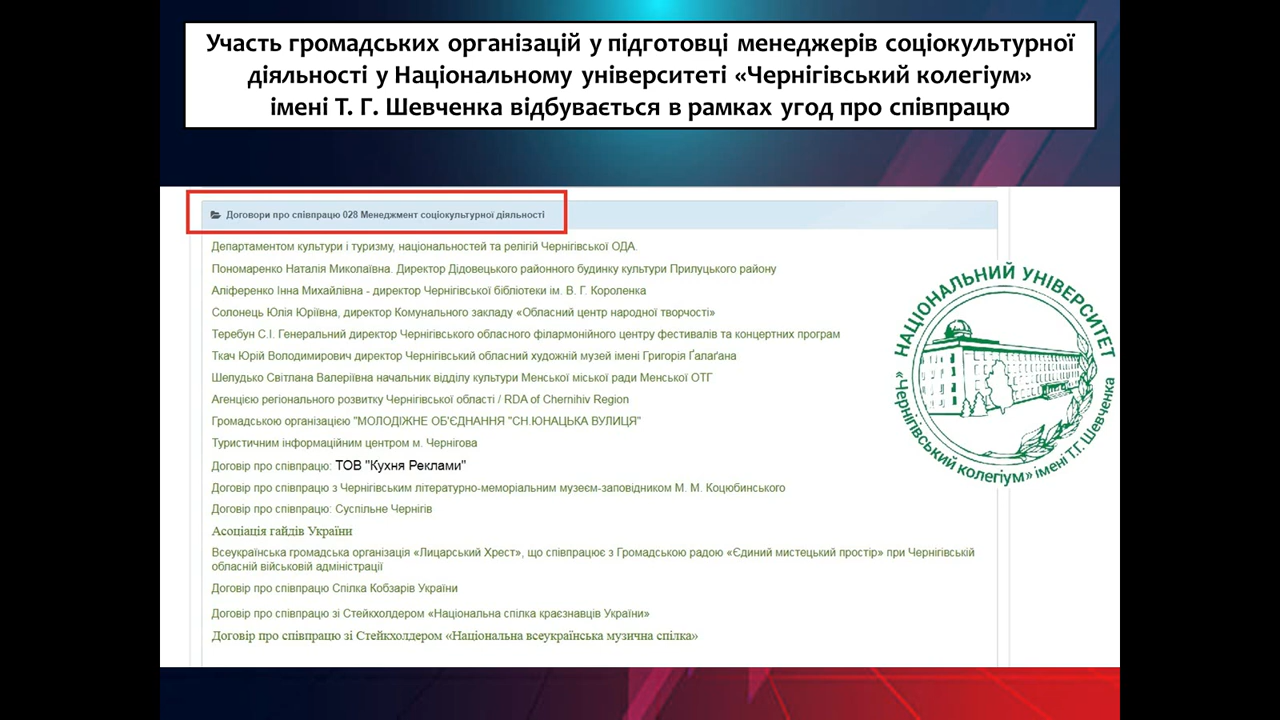 Участь громадських організацій у підготовці менеджерів соціокультурної
діяльності у Національному університеті «Чернігівський колегіум»
імені Т. Г. Шевченка відбувається в рамках угод про співпрацю
Договори про співпрацю 028 Менеджмент соціокультурної діяльності
Департаментом культури і туризму, національностей та релігій Чернігівської ОДА.
Пономаренко Наталія Миколаївна. Директор Дідовецького районного будинку культури Прилуцького району
Аліференко Інна Михайлівна - директор Чернігівської бібліотеки ім. В. Г. Короленка
Солонець Юлія Юріївна, директор Комунального закладу «Обласний центр народної творчості»
Теребун С.І. Генеральний директор Чернігівського обласного філармонійного центру фестивалів та концертних програм
Ткач Юрій Володимирович директор Чернігівський обласний художній музей імені Григорія Ґалаґана
Шелудько Світлана Валеріївна начальник відділу культури Менської міської ради Менської ОТГ
Агенцією регіонального розвитку Чернігівської області / RDA of Chernihiv Region
Громадською організацією "МОЛОДІЖНЕ ОБ'ЄДНАННЯ "СН.ЮНАЦЬКА ВУЛИЦЯ"
Туристичним інформаційним центром м. Чернігова
Договір про співпрацю: ТОВ "Кухня Реклами"
Договір про співпрацю з Чернігівським літературно-меморіальним музеєм-заповідником М. М. Коцюбинського
Договір про співпрацю: Суспільне Чернігів
Асоціація гайдів України
Всеукраїнська громадська організація «Лицарський Хрест», що співпрацює з Громадською радою «Єдиний мистецький простір» при Чернігівській
обласній військовій адміністрації
Договір про співпрацю Спілка Кобзарів України
Договір про співпрацю зі Стейкхолдером «Національна спілка краєзнавців України»
Договір про співпрацю зі Стейкхолдером «Національна всеукраїнська музична спілка»
НАЦІОНАЛЬНИЙ УНІВЕРСИТЕТ
«Чернігівський колегіум» імені Т.Г. Шевченка